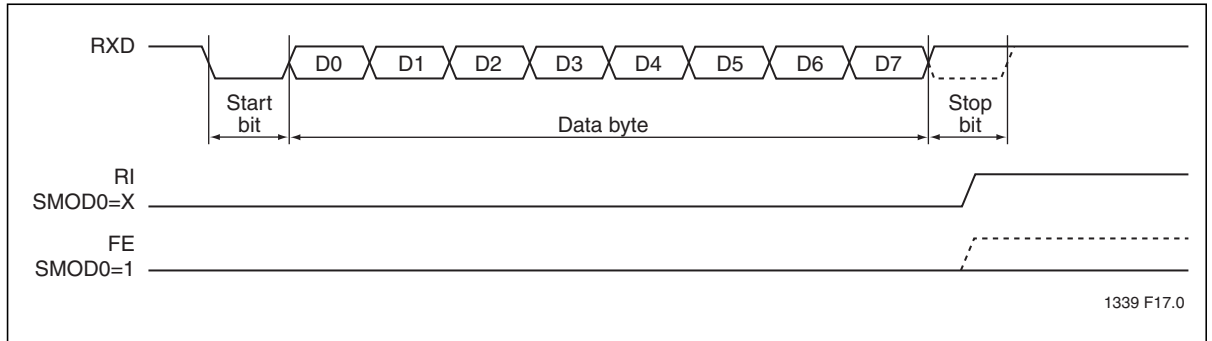 RXD
D0 D1 D2 D3 D4 D5 D6 D7
Start
bit
Data byte
Stop
bit
RI
SMOD0=X
FE
SMOD0=1
1339 F17.0